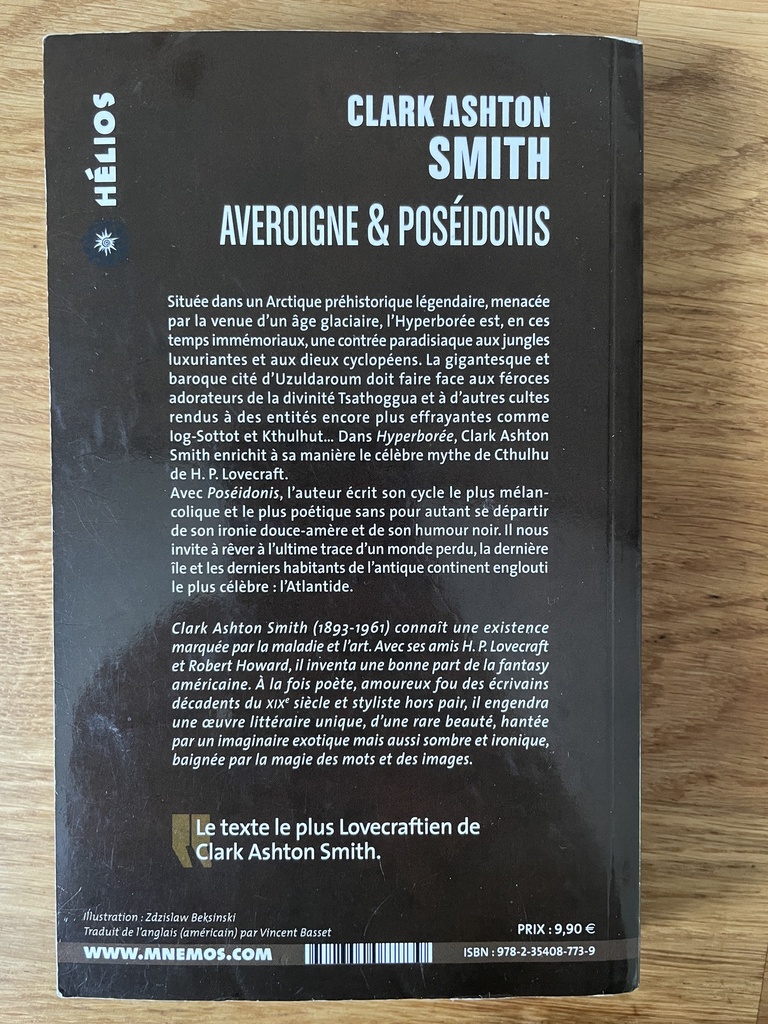 HÉLIOS
CLARK ASHTON
SMITH
AVEROIGNE & POSÉIDONIS
Située dans un Arctique préhistorique légendaire, menacée
par la venue d'un âge glaciaire, l'Hyperborée est, en ces
temps immémoriaux, une contrée paradisiaque aux jungles
luxuriantes et aux dieux cyclopéens. La gigantesque et
baroque cité d'Uzuldaroum doit faire face aux féroces
adorateurs de la divinité Tsathoggua et à d'autres cultes
rendus à des entités encore plus effrayantes comme
Iog-Sottot et Kthulhut... Dans Hyperborée, Clark Ashton
Smith enrichit à sa manière le célèbre mythe de Cthulhu
de H. P. Lovecraft.
Avec Poséidonis, l'auteur écrit son cycle le plus mélan-
colique et le plus poétique sans pour autant se départir
de son ironie douce-amère et de son humour noir. Il nous
invite à rêver à l'ultime trace d'un monde perdu, la dernière
île et les derniers habitants de l'antique continent englouti
le plus célèbre : l'Atlantide.
Clark Ashton Smith (1893-1961) connaît une existence
marquée par la maladie et l'art. Avec ses amis H. P. Lovecraft
et Robert Howard, il inventa une bonne part de la fantasy
américaine. À la fois poète, amoureux fou des écrivains
décadents du XIXe siècle et styliste hors pair, il engendra
une œuvre littéraire unique, d'une rare beauté, hantée
par un imaginaire exotique mais aussi sombre et ironique,
baignée par la magie des mots et des images.
Le texte le plus Lovecraftien de
Clark Ashton Smith.
Illustration : Zdzislaw Beksinski
Traduit de l'anglais (américain) par Vincent Basset
PRIX : 9,90 €
WWW.MNEMOS.COM
ISBN : 978-2-35408-773-9